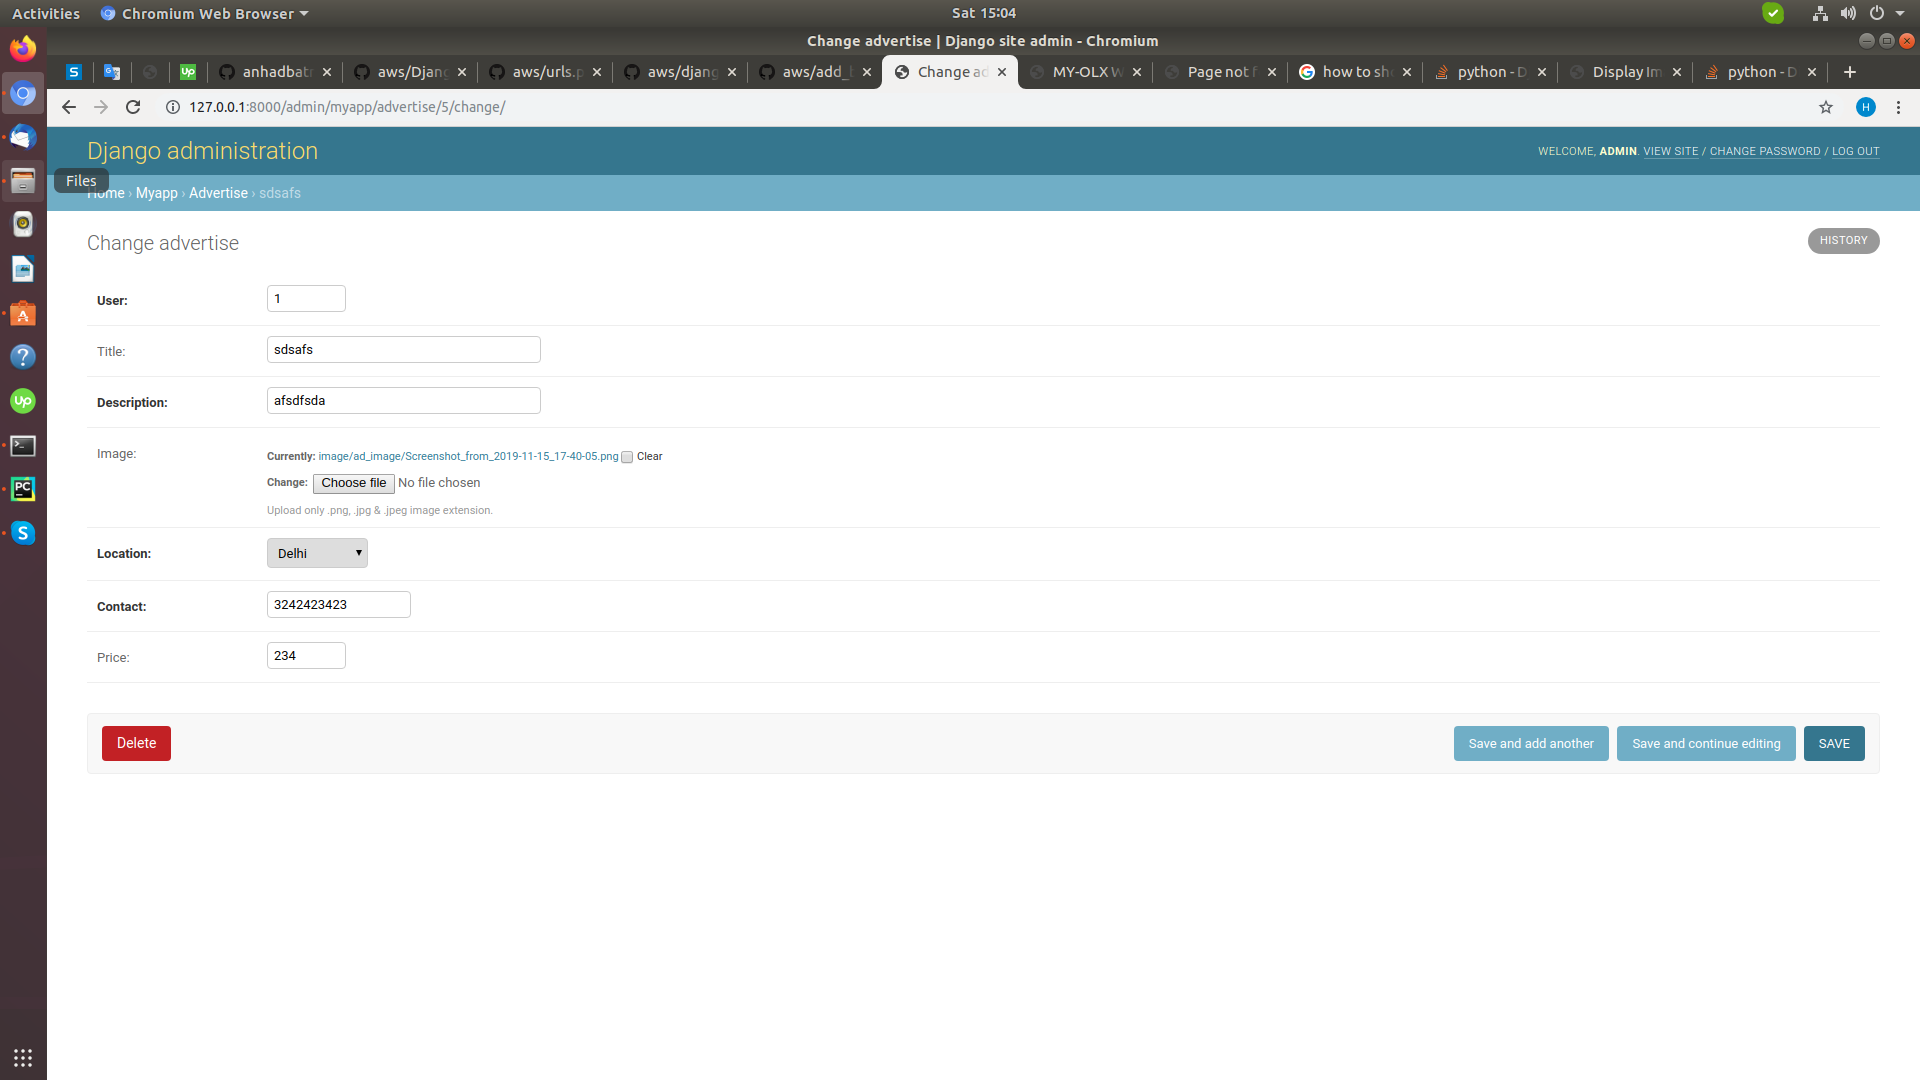 Activities Chromium Web Browser Sat 15:04
Change advertise | Django site admin - Chromium
anhadbatr aws/Djang aws/urls.p aws/djang aws/add_ Change ad MY-OLX W Page not f how to sh python - D Display Im python - D
127.0.0.1:8000/admin/myapp/advertise/5/change/ H
Django administration
WELCOME, ADMIN. VIEW SITE / CHANGE PASSWORD / LOG OUT
Files
Home › Myapp › Advertise › sdsafs
Change advertise
HISTORY
User: 1
Title: sdsafs
Description: afsdfsda
Image: Currently: image/ad_image/Screenshot_from_2019-11-15_17-40-05.png Clear
Change: Choose file No file chosen
Upload only .png, .jpg & .jpeg image extension.
Location: Delhi
Contact: 3242423423
Price: 234
Delete Save and add another Save and continue editing SAVE